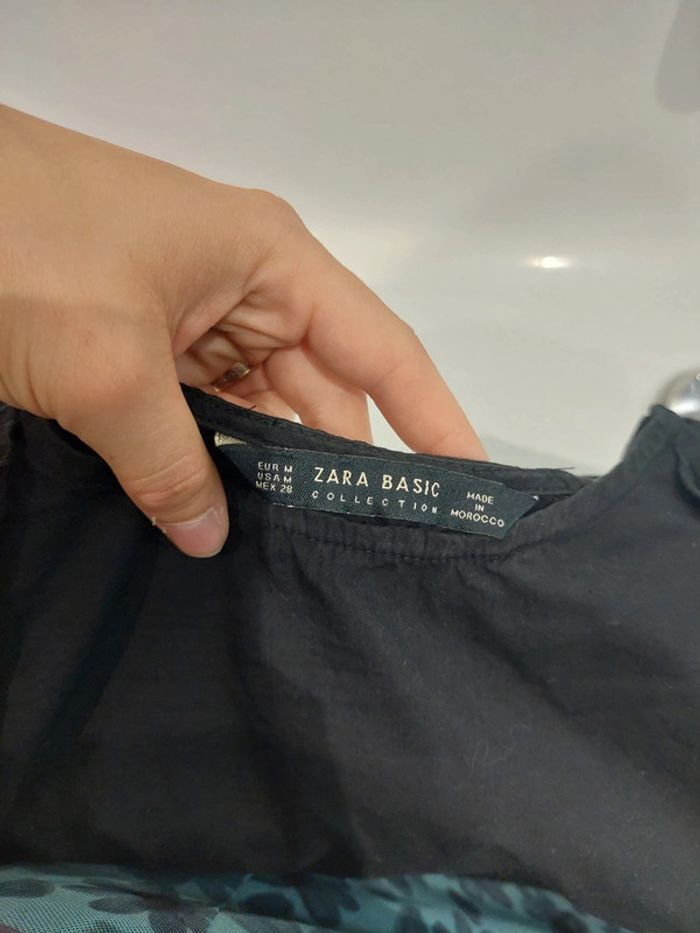 EUR M
USA M
MEX 28
ZARA BASIC
COLLECTION
MADE
IN
MOROCCO